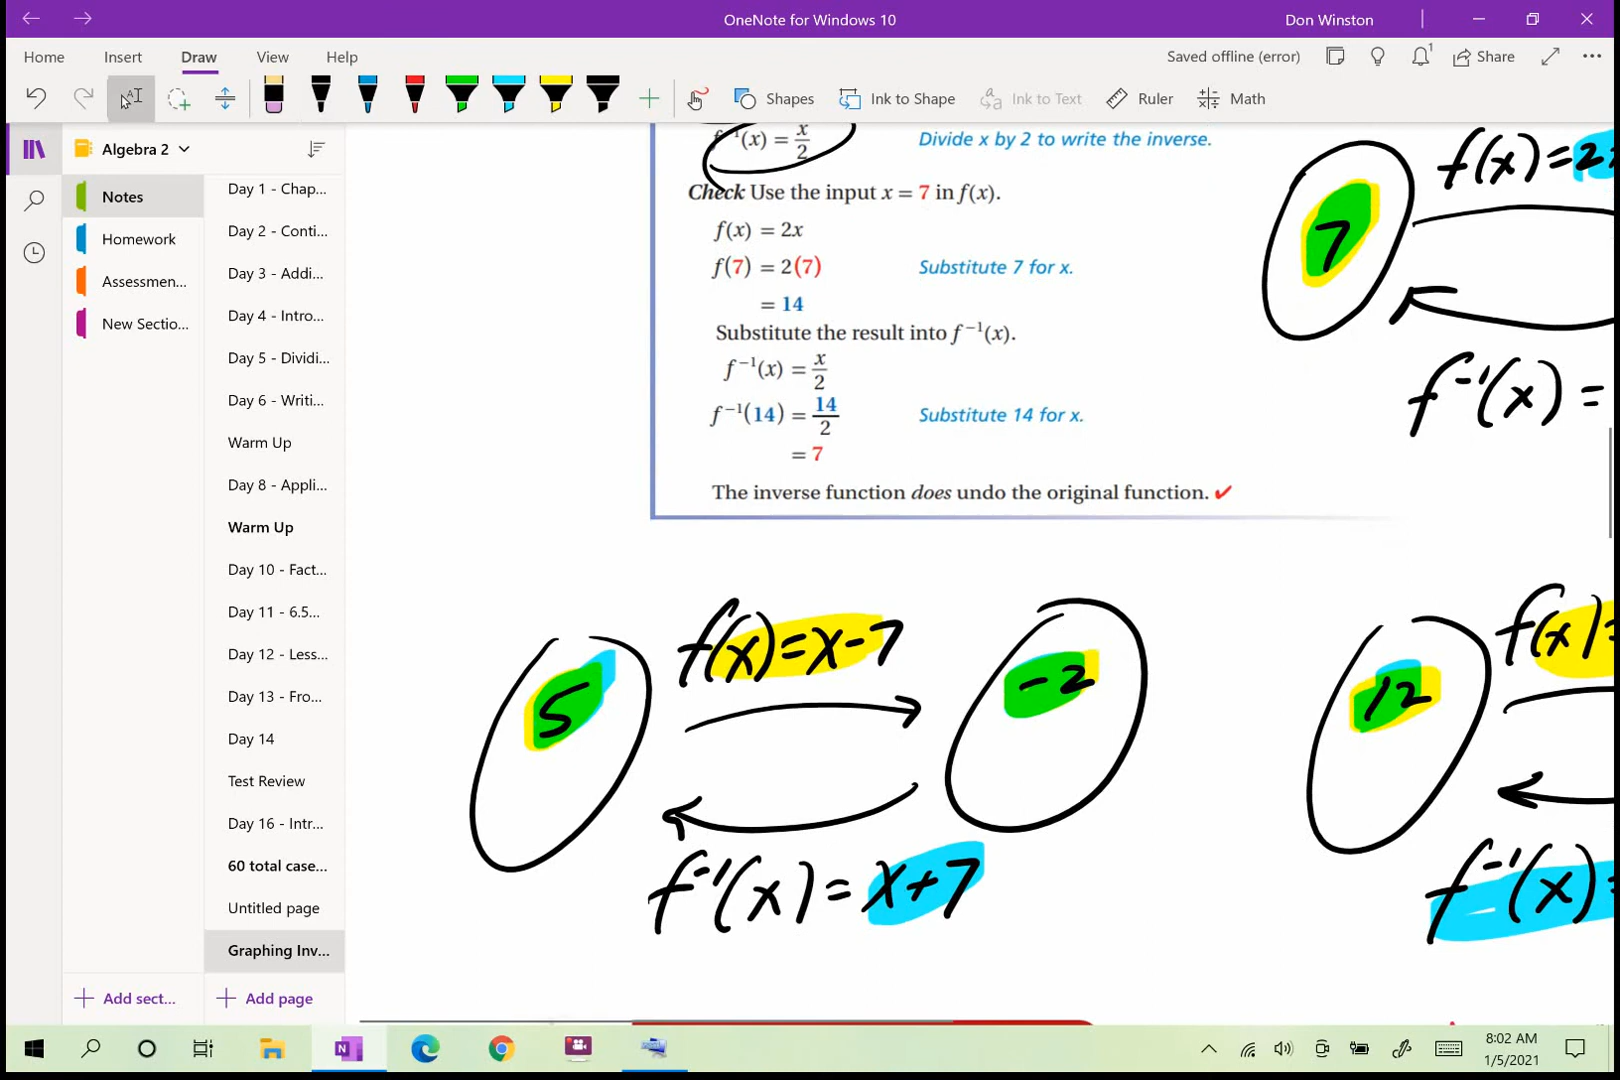 OneNote for Windows 10
Don Winston
Home
Insert
Draw
View
Help
Saved offline (error)
1
Share
Shapes
Ink to Shape
Ink to Text
Ruler
Math
Algebra 2
Notes
Homework
Assessmen...
New Sectio...
Add sect...
Day 1 - Chap...
Day 2 - Conti...
Day 3 - Addi...
Day 4 - Intro...
Day 5 - Dividi...
Day 6 - Writi...
Warm Up
Day 8 - Appli...
Warm Up
Day 10 - Fact...
Day 11 - 6.5...
Day 12 - Less...
Day 13 - Fro...
Day 14
Test Review
Day 16 - Intr...
60 total case...
Untitled page
Graphing Inv...
Add page
f⁻¹(x) = x/2 Divide x by 2 to write the inverse.
Check Use the input x = 7 in f(x).
f(x) = 2x
f(7) = 2(7) Substitute 7 for x.
= 14
Substitute the result into f⁻¹(x).
f⁻¹(x) = x/2
f⁻¹(14) = 14/2 Substitute 14 for x.
= 7
The inverse function does undo the original function. ✓
f(x)=2
7
f⁻¹(x) =
f(x)=x-7
5
-2
f⁻¹(x) = x+7
f(x)=
12
f⁻¹(x)
8:02 AM
1/5/2021